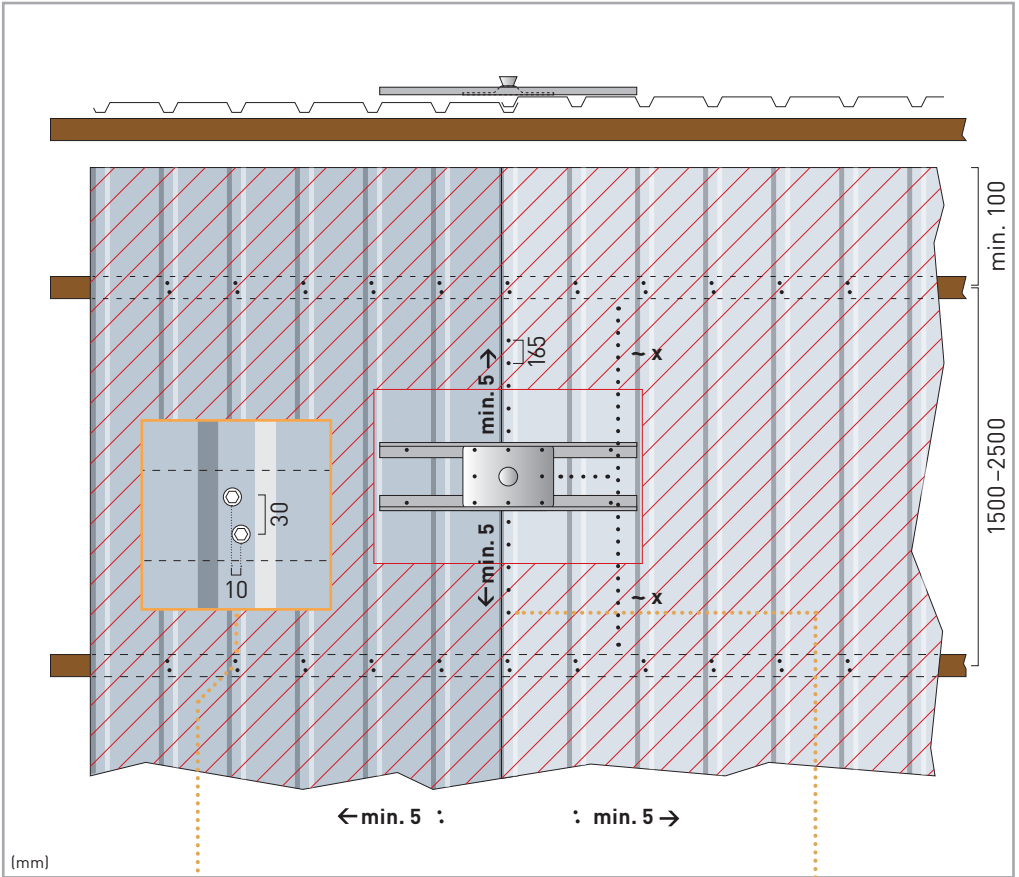 min. 100
165
~ x
min. 5 →
1500–2500
30
10
← min. 5
~ x
← min. 5 :
: min. 5 →
(mm)